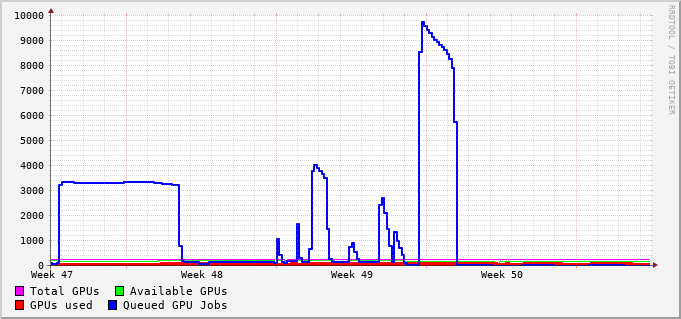 10000
9000
8000
7000
6000
5000
4000
3000
2000
1000
0
Week 47 Week 48 Week 49 Week 50
Total GPUs Available GPUs
GPUs used Queued GPU Jobs
RRDTOOL / TOBI OETIKER